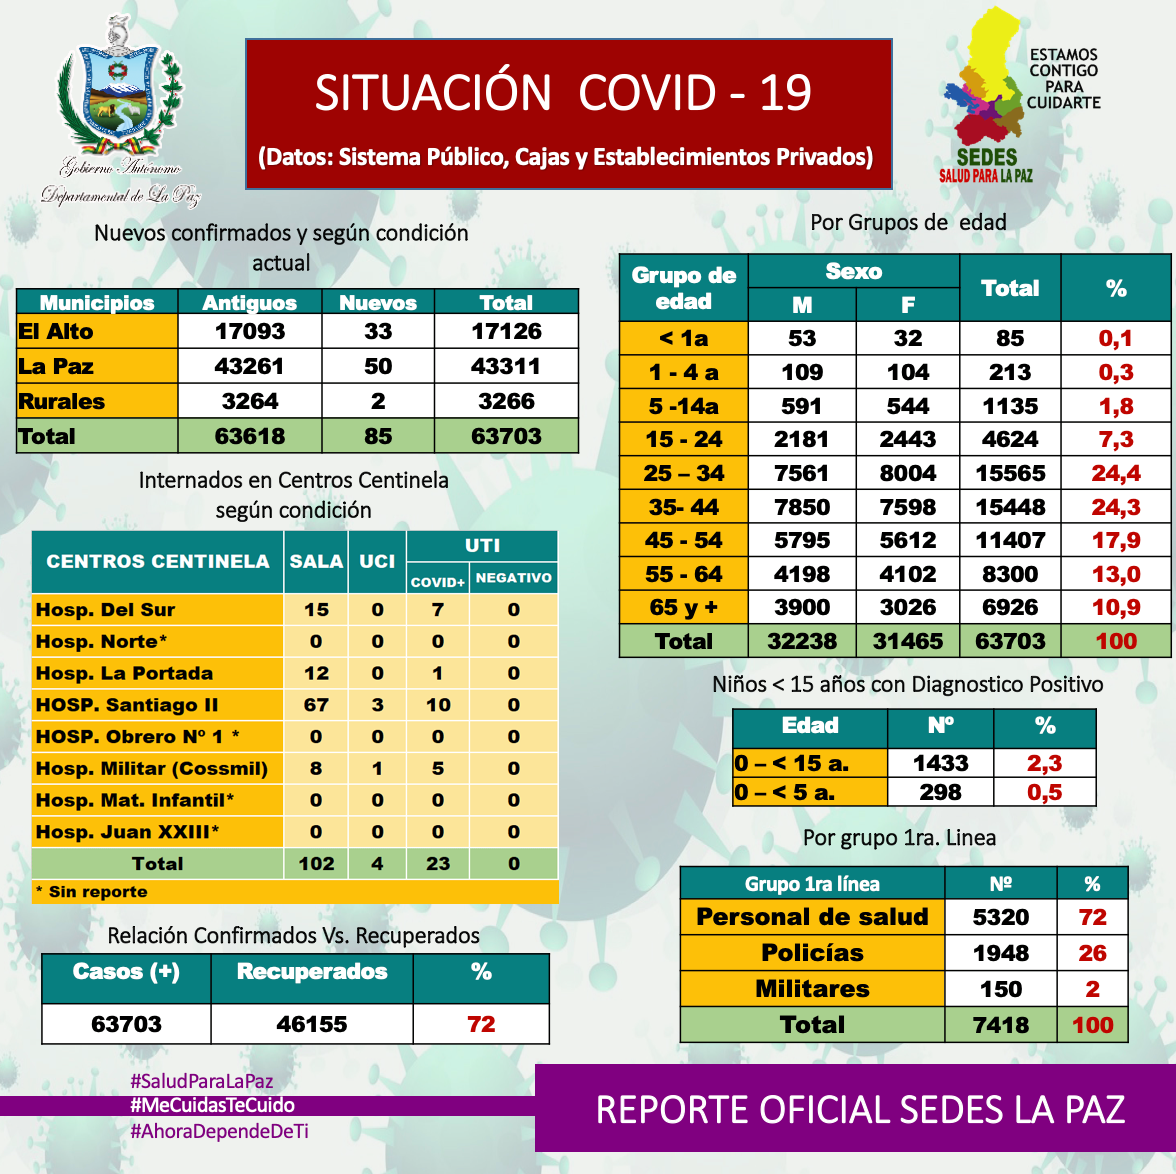 Gobierno Autónomo
Departamental de La Paz
SITUACIÓN COVID - 19
(Datos: Sistema Público, Cajas y Establecimientos Privados)
ESTAMOS
CONTIGO
PARA
CUIDARTE
SEDES
SALUD PARA LA PAZ
Nuevos confirmados y según condición
actual
Municipios Antiguos Nuevos Total
El Alto 17093 33 17126
La Paz 43261 50 43311
Rurales 3264 2 3266
Total 63618 85 63703
Internados en Centros Centinela
según condición
CENTROS CENTINELA SALA UCI UTI
COVID+ NEGATIVO
Hosp. Del Sur 15 0 7 0
Hosp. Norte* 0 0 0 0
Hosp. La Portada 12 0 1 0
HOSP. Santiago II 67 3 10 0
HOSP. Obrero Nº 1 * 0 0 0 0
Hosp. Militar (Cossmil) 8 1 5 0
Hosp. Mat. Infantil* 0 0 0 0
Hosp. Juan XXIII* 0 0 0 0
Total 102 4 23 0
* Sin reporte
Relación Confirmados Vs. Recuperados
Casos (+) Recuperados %
63703 46155 72
Por Grupos de edad
Grupo de edad Sexo Total %
M F
< 1a 53 32 85 0,1
1 - 4 a 109 104 213 0,3
5 -14a 591 544 1135 1,8
15 - 24 2181 2443 4624 7,3
25 – 34 7561 8004 15565 24,4
35- 44 7850 7598 15448 24,3
45 - 54 5795 5612 11407 17,9
55 - 64 4198 4102 8300 13,0
65 y + 3900 3026 6926 10,9
Total 32238 31465 63703 100
Niños < 15 años con Diagnostico Positivo
Edad Nº %
0 – < 15 a. 1433 2,3
0 – < 5 a. 298 0,5
Por grupo 1ra. Linea
Grupo 1ra línea Nº %
Personal de salud 5320 72
Policías 1948 26
Militares 150 2
Total 7418 100
#SaludParaLaPaz
#MeCuidasTeCuido
#AhoraDependeDeTi
REPORTE OFICIAL SEDES LA PAZ